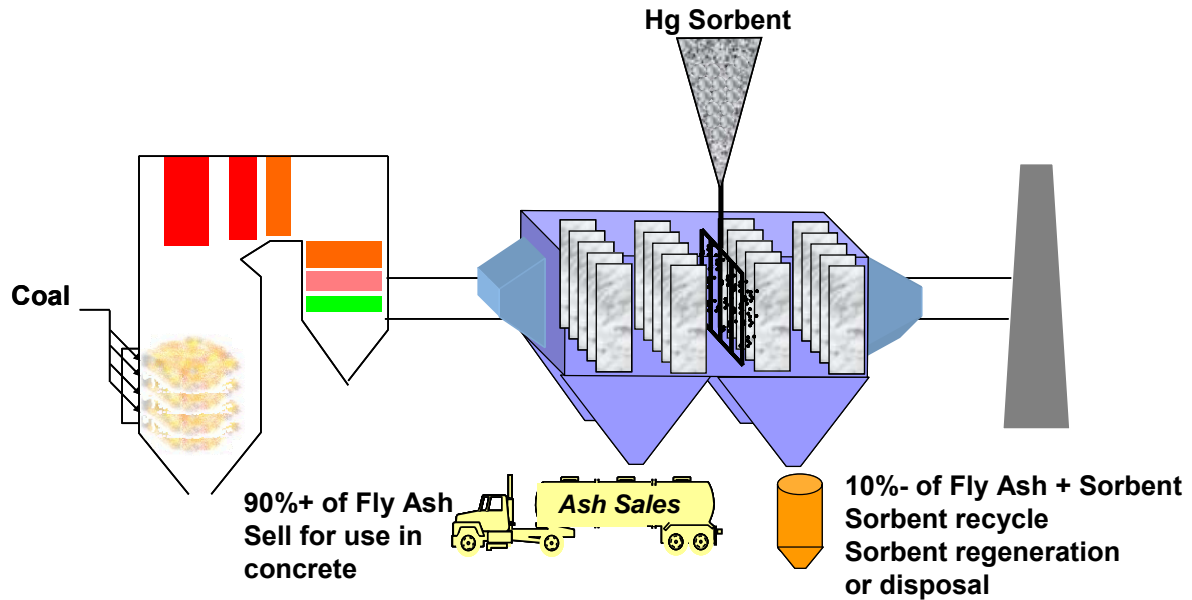 Hg Sorbent
Coal
90%+ of Fly Ash
Sell for use in
concrete
Ash Sales
10%- of Fly Ash + Sorbent
Sorbent recycle
Sorbent regeneration
or disposal